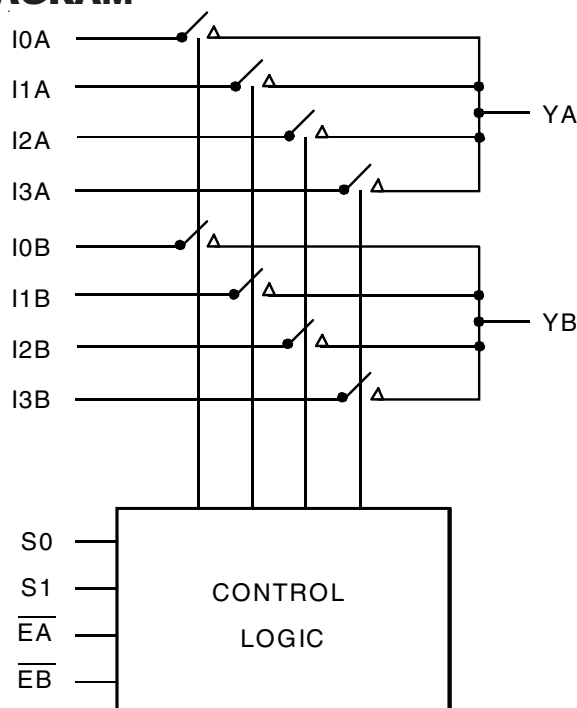 I0A
I1A
YA
I2A
I3A
I0B
I1B
YB
I2B
I3B
S0
S1
CONTROL
EA
LOGIC
EB